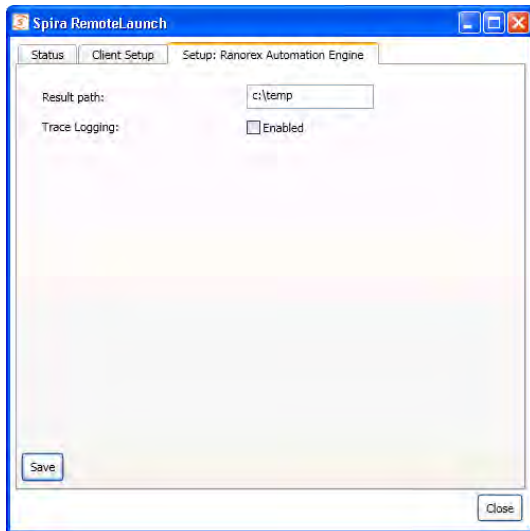 Spira RemoteLaunch
Status Client Setup Setup: Ranorex Automation Engine
Result path: c:\temp
Trace Logging: Enabled
Save
Close